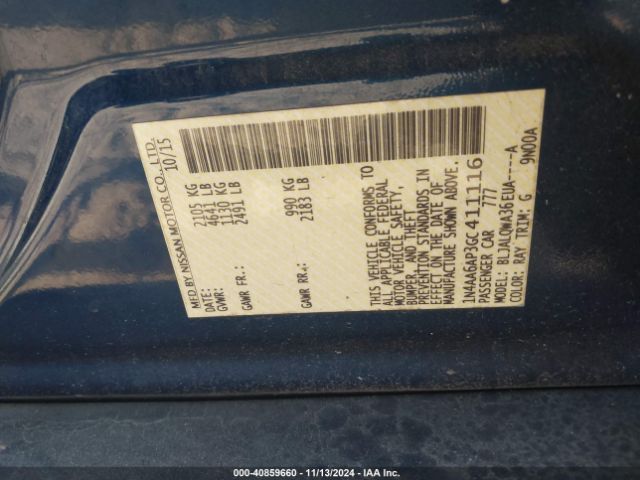 MFD BY NISSAN MOTOR CO., LTD.
DATE: 10/15
GVWR: 2105 KG
4641 LB
GAWR FR.: 1130 KG
2491 LB
GAWR RR.: 990 KG
2183 LB
THIS VEHICLE CONFORMS TO
ALL APPLICABLE FEDERAL
MOTOR VEHICLE SAFETY,
BUMPER, AND THEFT
PREVENTION STANDARDS IN
EFFECT ON THE DATE OF
MANUFACTURE SHOWN ABOVE.
1N4AA6AP3GC411116
PASSENGER CAR 777
MODEL: BLJALQWA36EUA----A
COLOR: RAY TRIM: G 9N00A
000-40859660 - 11/13/2024 - IAA Inc.